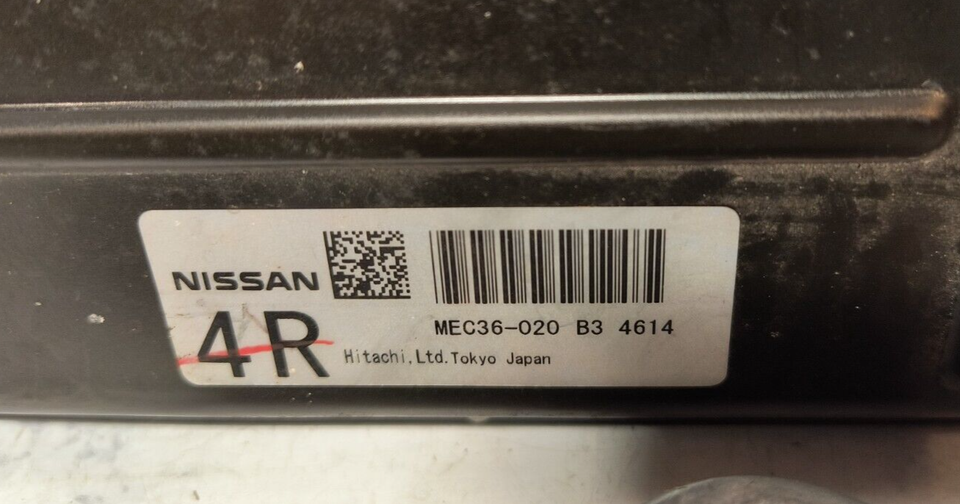 NISSAN
4R
MEC36-020 B3 4614
Hitachi,Ltd.Tokyo Japan